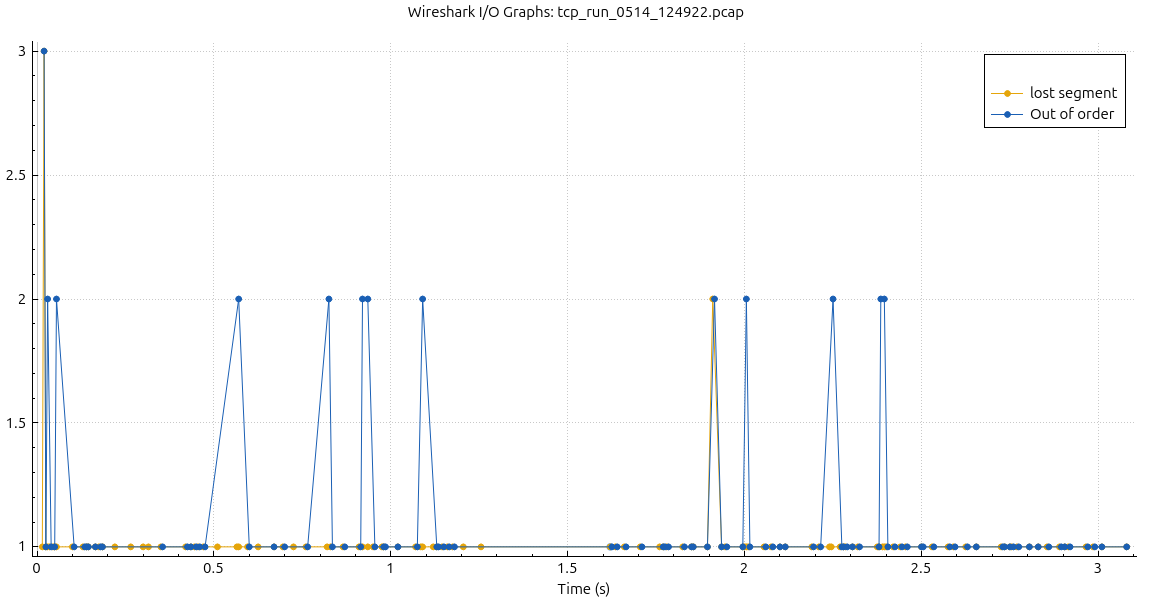 Wireshark I/O Graphs: tcp_run_0514_124922.pcap
3
lost segment
Out of order
2.5
2
1.5
1
0 0.5 1 1.5 2 2.5 3
Time (s)